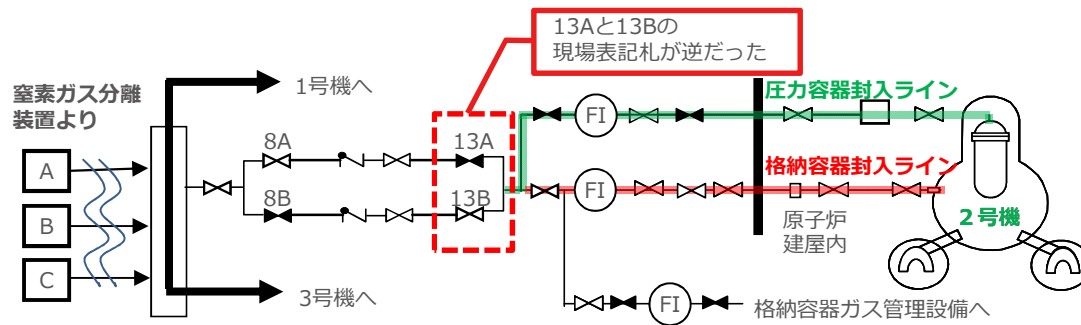 13Aと13Bの
現場表記札が逆だった
1号機へ
窒素ガス分離
装置より
圧力容器封入ライン
FI
8A
13A
A
格納容器封入ライン
FI
8B
13B
B
原子炉
建屋内
2号機
C
3号機へ
FI
格納容器ガス管理設備へ